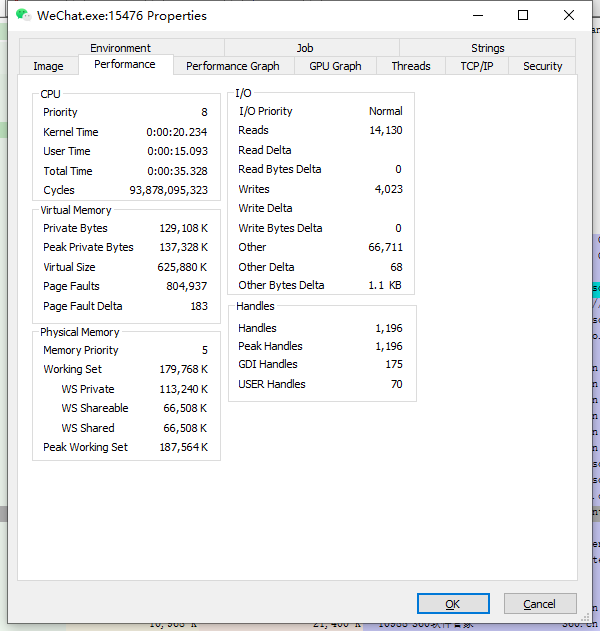 WeChat.exe:15476 Properties
Environment Job Strings
Image Performance Performance Graph GPU Graph Threads TCP/IP Security
CPU
Priority 8
Kernel Time 0:00:20.234
User Time 0:00:15.093
Total Time 0:00:35.328
Cycles 93,878,095,323
Virtual Memory
Private Bytes 129,108 K
Peak Private Bytes 137,328 K
Virtual Size 625,880 K
Page Faults 804,937
Page Fault Delta 183
Physical Memory
Memory Priority 5
Working Set 179,768 K
WS Private 113,240 K
WS Shareable 66,508 K
WS Shared 66,508 K
Peak Working Set 187,564 K
I/O
I/O Priority Normal
Reads 14,130
Read Delta
Read Bytes Delta 0
Writes 4,023
Write Delta
Write Bytes Delta 0
Other 66,711
Other Delta 68
Other Bytes Delta 1.1 KB
Handles
Handles 1,196
Peak Handles 1,196
GDI Handles 175
USER Handles 70
OK Cancel